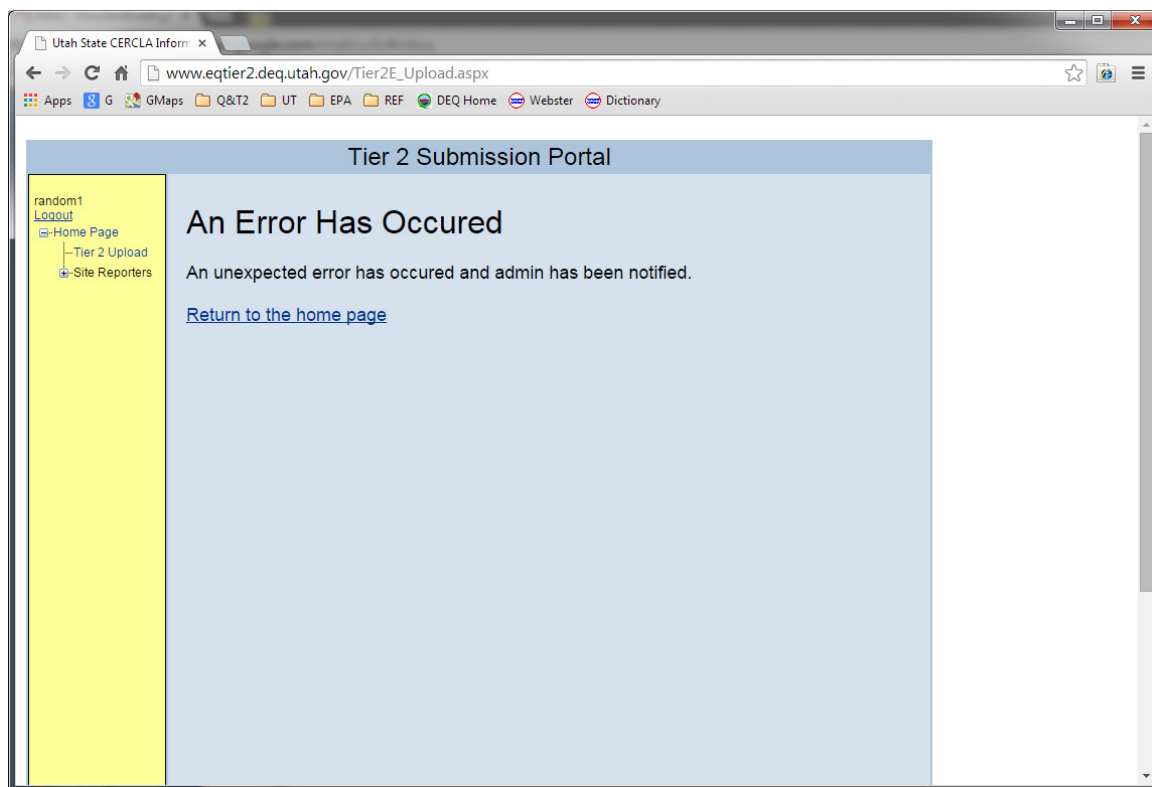 Utah State CERCLA Inform
www.eqtier2.deq.utah.gov/Tier2E_Upload.aspx
Apps G GMaps Q&T2 UT EPA REF DEQ Home Webster Dictionary
Tier 2 Submission Portal
random1
Logout
Home Page
Tier 2 Upload
Site Reporters
An Error Has Occured
An unexpected error has occured and admin has been notified.
Return to the home page